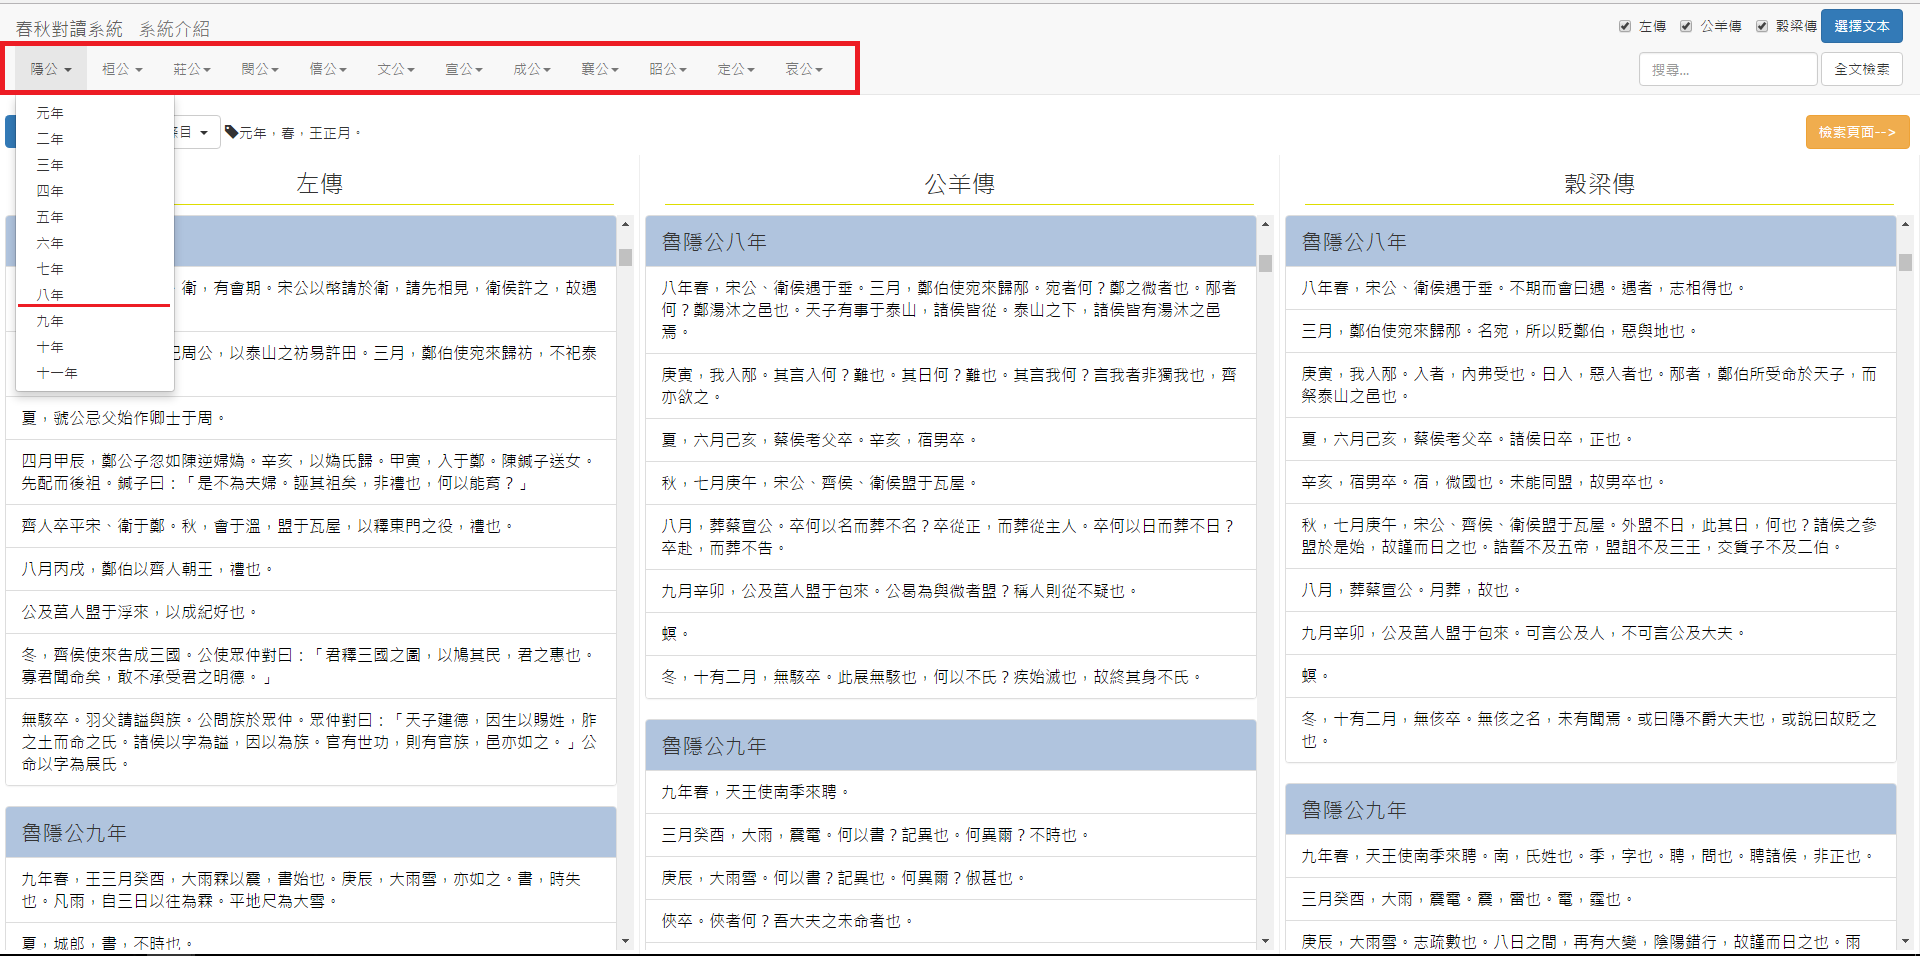 春秋對讀系統 系統介紹
左傳 公羊傳 穀梁傳 選擇文本
隱公 桓公 莊公 閔公 僖公 文公 宣公 成公 襄公 昭公 定公 哀公
搜尋... 全文檢索
元年
二年
三年
四年
五年
六年
七年
八年
九年
十年
十一年
條目 元年，春，王正月。
檢索頁面-->
左傳
衛，有會期。宋公以幣請於衛，請先相見，衛侯許之，故遇
祀周公，以泰山之祊易許田。三月，鄭伯使宛來歸祊，不祀泰
夏，虢公忌父始作卿士于周。
四月甲辰，鄭公子忽如陳逆婦媯。辛亥，以媯氏歸。甲寅，入于鄭。陳鍼子送女。
先配而後祖。鍼子曰：「是不為夫婦。誣其祖矣，非禮也，何以能育？」
齊人卒平宋、衛于鄭。秋，會于溫，盟于瓦屋，以釋東門之役，禮也。
八月丙戌，鄭伯以齊人朝王，禮也。
公及莒人盟于浮來，以成紀好也。
冬，齊侯使來告成三國。公使眾仲對曰：「君釋三國之圖，以鳩其民，君之惠也。
寡君聞命矣，敢不承受君之明德。」
無駭卒。羽父請謚與族。公問族於眾仲。眾仲對曰：「天子建德，因生以賜姓，胙
之土而命之氏。諸侯以字為謚，因以為族。官有世功，則有官族，邑亦如之。」公
命以字為展氏。
魯隱公九年
九年春，王三月癸酉，大雨霖以震，書始也。庚辰，大雨雪，亦如之。書，時失
也。凡雨，自三日以往為霖。平地尺為大雪。
夏，城郎，書，不時也。
公羊傳
魯隱公八年
八年春，宋公、衛侯遇于垂。三月，鄭伯使宛來歸邴。宛者何？鄭之微者也。邴者
何？鄭湯沐之邑也。天子有事于泰山，諸侯皆從。泰山之下，諸侯皆有湯沐之邑
焉。
庚寅，我入邴。其言入何？難也。其日何？難也。其言我何？言我者非獨我也，齊
亦欲之。
夏，六月己亥，蔡侯考父卒。辛亥，宿男卒。
秋，七月庚午，宋公、齊侯、衛侯盟于瓦屋。
八月，葬蔡宣公。卒何以名而葬不名？卒從正，而葬從主人。卒何以日而葬不日？
卒赴，而葬不告。
九月辛卯，公及莒人盟于包來。公曷為與微者盟？稱人則從不疑也。
螟。
冬，十有二月，無駭卒。此展無駭也，何以不氏？疾始滅也，故終其身不氏。
魯隱公九年
九年春，天王使南季來聘。
三月癸酉，大雨，震電。何以書？記異也。何異爾？不時也。
庚辰，大雨雪。何以書？記異也。何異爾？俶甚也。
俠卒。俠者何？吾大夫之未命者也。
穀梁傳
魯隱公八年
八年春，宋公、衛侯遇于垂。不期而會曰遇。遇者，志相得也。
三月，鄭伯使宛來歸邴。名宛，所以貶鄭伯，惡與地也。
庚寅，我入邴。入者，內弗受也。日入，惡入者也。邴者，鄭伯所受命於天子，而
祭泰山之邑也。
夏，六月己亥，蔡侯考父卒。諸侯日卒，正也。
辛亥，宿男卒。宿，微國也。未能同盟，故男卒也。
秋，七月庚午，宋公、齊侯、衛侯盟于瓦屋。外盟不日，此其日，何也？諸侯之參
盟於是始，故謹而日之也。誥誓不及五帝，盟詛不及三王，交質子不及二伯。
八月，葬蔡宣公。月葬，故也。
九月辛卯，公及莒人盟于包來。可言公及人，不可言公及大夫。
螟。
冬，十有二月，無侅卒。無侅之名，未有聞焉。或曰隱不爵大夫也，或說曰故貶之
也。
魯隱公九年
九年春，天王使南季來聘。南，氏姓也。季，字也。聘，問也。聘諸侯，非正也。
三月癸酉，大雨，震電。震，雷也。電，霆也。
庚辰，大雨雪。志疏數也。八日之間，再有大變，陰陽錯行，故謹而日之也。雨